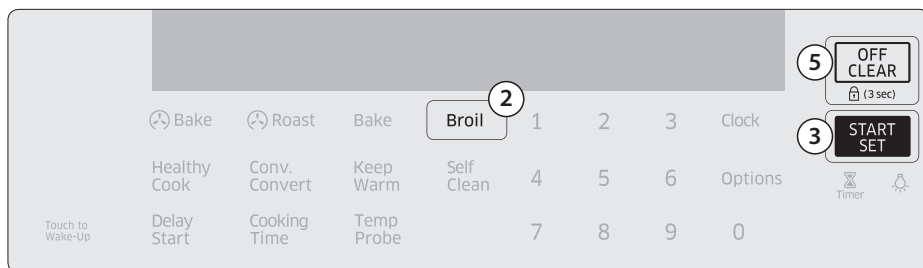 5
OFF
CLEAR
(3 sec)
2
Bake
Roast
Bake
Broil
1
2
3
Clock
3
START
SET
Healthy
Cook
Conv.
Convert
Keep
Warm
Self
Clean
4
5
6
Options
Timer
Touch to
Wake-Up
Delay
Start
Cooking
Time
Temp
Probe
7
8
9
0